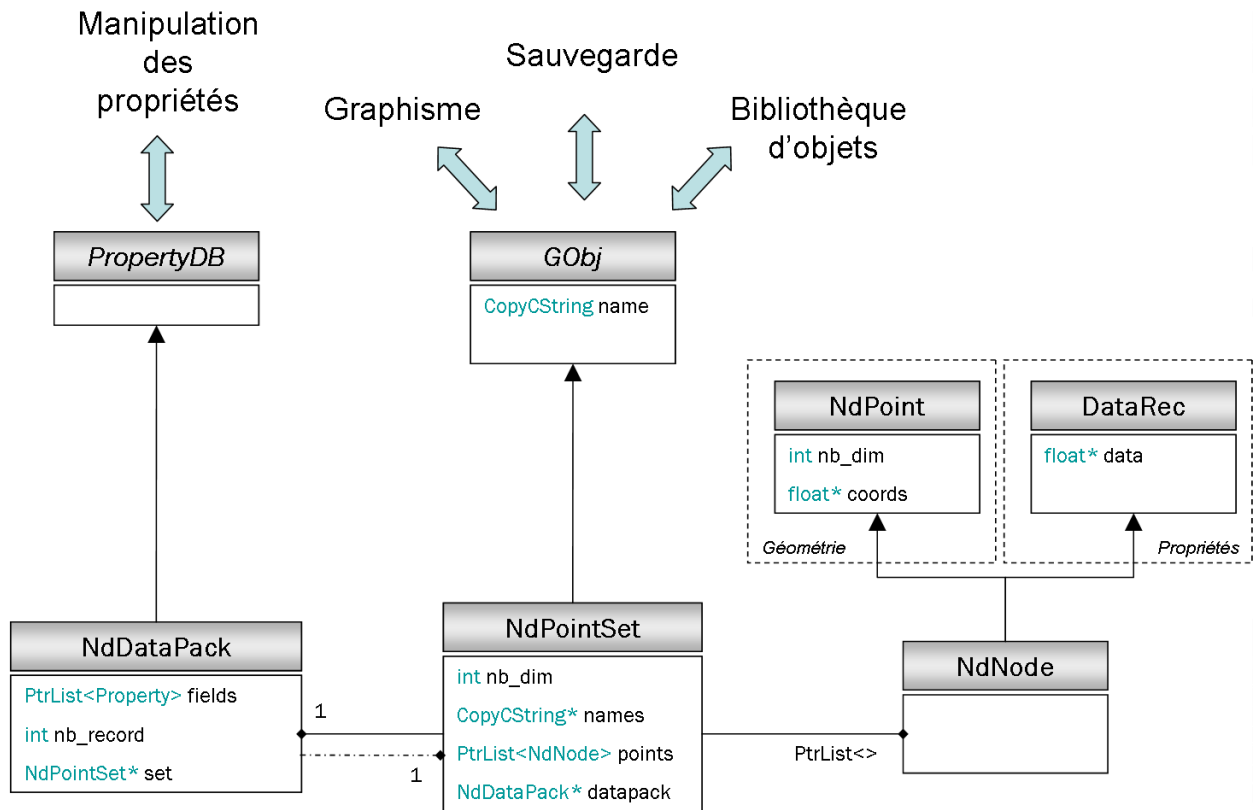 Manipulation
des
propriétés
Graphisme
Sauvegarde
Bibliothèque
d'objets
PropertyDB
GObj
CopyCString name
NdPoint
int nb_dim
float* coords
Géométrie
DataRec
float* data
Propriétés
NdDataPack
PtrList<Property> fields
int nb_record
NdPointSet* set
1
1
NdPointSet
int nb_dim
CopyCString* names
PtrList<NdNode> points
NdDataPack* datapack
PtrList<>
NdNode